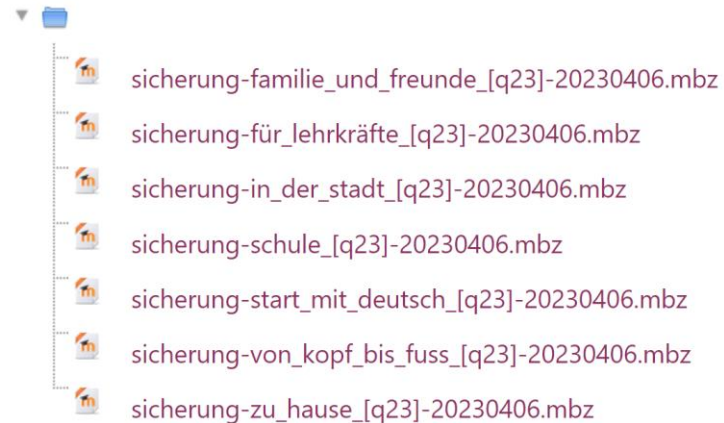 sicherung-familie_und_freunde_[q23]-20230406.mbz
sicherung-für_lehrkräfte_[q23]-20230406.mbz
sicherung-in_der_stadt_[q23]-20230406.mbz
sicherung-schule_[q23]-20230406.mbz
sicherung-start_mit_deutsch_[q23]-20230406.mbz
sicherung-von_kopf_bis_fuss_[q23]-20230406.mbz
sicherung-zu_hause_[q23]-20230406.mbz